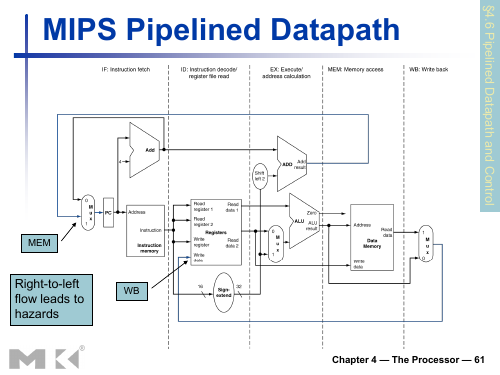 MIPS Pipelined Datapath
§4.6 Pipelined Datapath and Control
IF: Instruction fetch
ID: Instruction decode/
register file read
EX: Execute/
address calculation
MEM: Memory access
WB: Write back
Add
4
ADD
Add
result
Shift
left 2
0
M
u
x
1
PC
Address
Instruction
Instruction
memory
Read
register 1
Read
data 1
Read
register 2
Registers
Write
register
Read
data 2
Write
data
0
M
u
x
1
Zero
ALU
ALU
result
Address
Read
data
Data
Memory
Write
data
1
M
u
x
0
16
Sign-
extend
32
MEM
WB
Right-to-left
flow leads to
hazards
MK
®
Chapter 4 — The Processor — 61